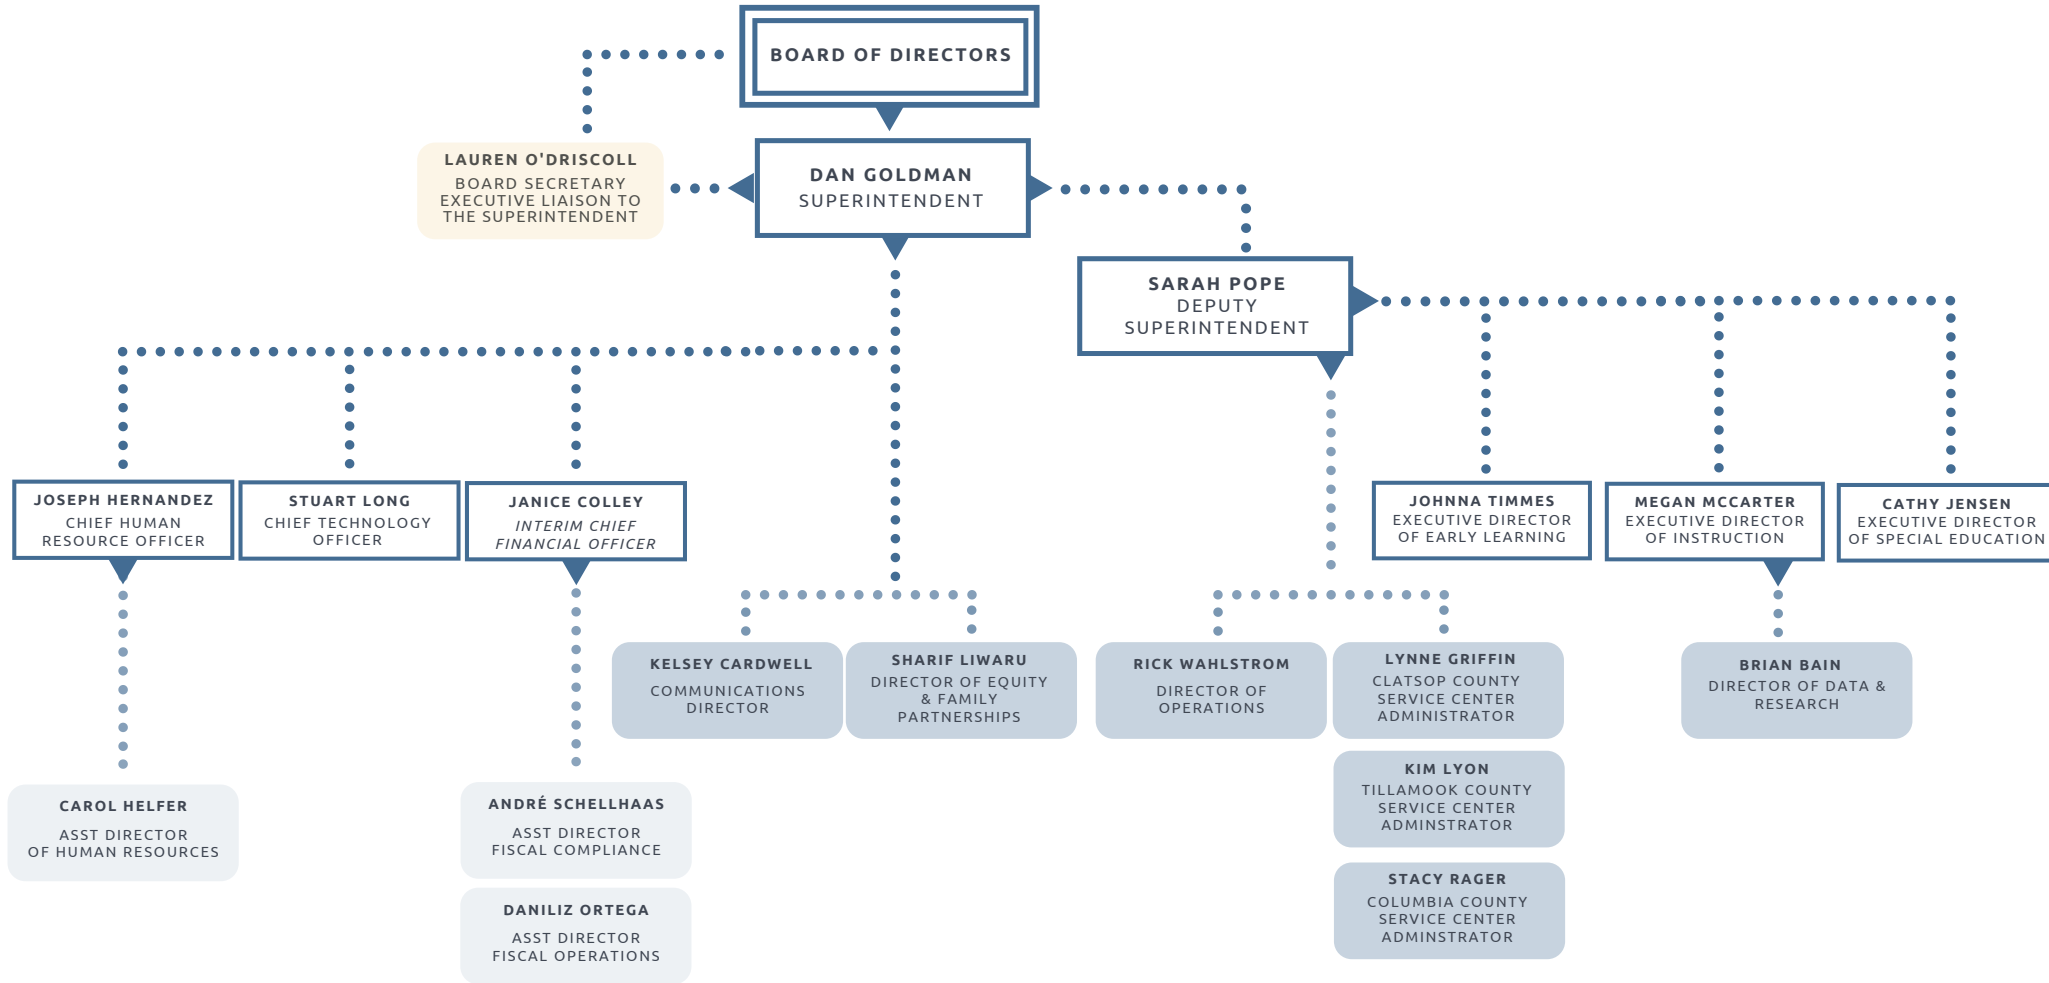 BOARD OF DIRECTORS
LAUREN O'DRISCOLL
BOARD SECRETARY
EXECUTIVE LIAISON TO
THE SUPERINTENDENT
DAN GOLDMAN
SUPERINTENDENT
SARAH POPE
DEPUTY
SUPERINTENDENT
JOSEPH HERNANDEZ
CHIEF HUMAN
RESOURCE OFFICER
STUART LONG
CHIEF TECHNOLOGY
OFFICER
JANICE COLLEY
INTERIM CHIEF
FINANCIAL OFFICER
JOHNNA TIMMES
EXECUTIVE DIRECTOR
OF EARLY LEARNING
MEGAN MCCARTER
EXECUTIVE DIRECTOR
OF INSTRUCTION
CATHY JENSEN
EXECUTIVE DIRECTOR
OF SPECIAL EDUCATION
KELSEY CARDWELL
COMMUNICATIONS
DIRECTOR
SHARIF LIWARU
DIRECTOR OF EQUITY
& FAMILY
PARTNERSHIPS
RICK WAHLSTROM
DIRECTOR OF
OPERATIONS
LYNNE GRIFFIN
CLATSOP COUNTY
SERVICE CENTER
ADMINISTRATOR
BRIAN BAIN
DIRECTOR OF DATA &
RESEARCH
KIM LYON
TILLAMOOK COUNTY
SERVICE CENTER
ADMINSTRATOR
CAROL HELFER
ASST DIRECTOR
OF HUMAN RESOURCES
ANDRÉ SCHELLHAAS
ASST DIRECTOR
FISCAL COMPLIANCE
STACY RAGER
COLUMBIA COUNTY
SERVICE CENTER
ADMINSTRATOR
DANILIZ ORTEGA
ASST DIRECTOR
FISCAL OPERATIONS